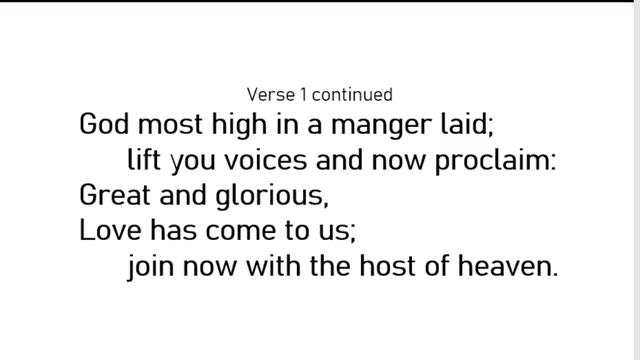 Verse 1 continued
God most high in a manger laid;
lift you voices and now proclaim:
Great and glorious,
Love has come to us;
join now with the host of heaven.